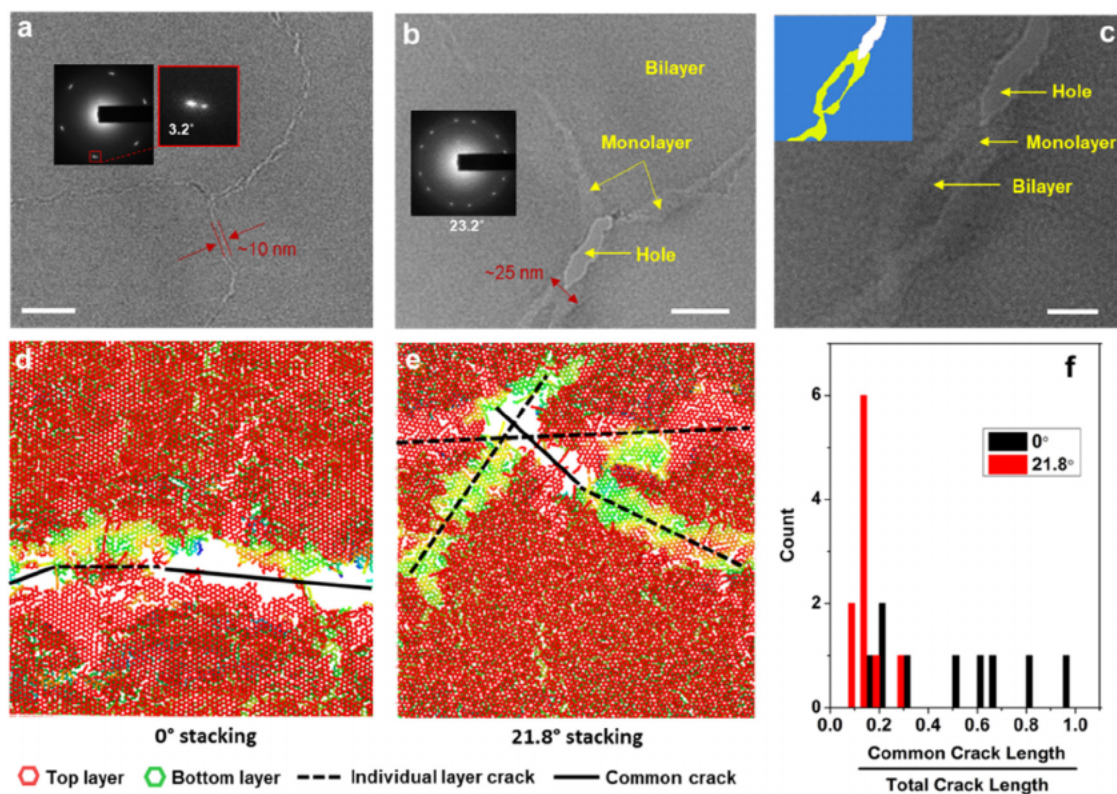 a
3.2°
~10 nm
b
Bilayer
Monolayer
23.2°
Hole
~25 nm
c
Hole
Monolayer
Bilayer
d
0° stacking
e
21.8° stacking
f
6
4
2
0
Count
0°
21.8°
0.0 0.2 0.4 0.6 0.8 1.0
Common Crack Length
Total Crack Length
Top layer Bottom layer Individual layer crack Common crack